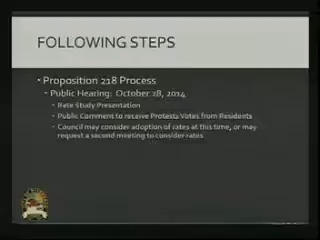 FOLLOWING STEPS
• Proposition 218 Process
- Public Hearing: October 28, 2014
- Rate Study Presentation
- Public Comment to receive Protests Votes from Residents
- Council may consider adoption of rates at this time, or may
request a second meeting to consider rates